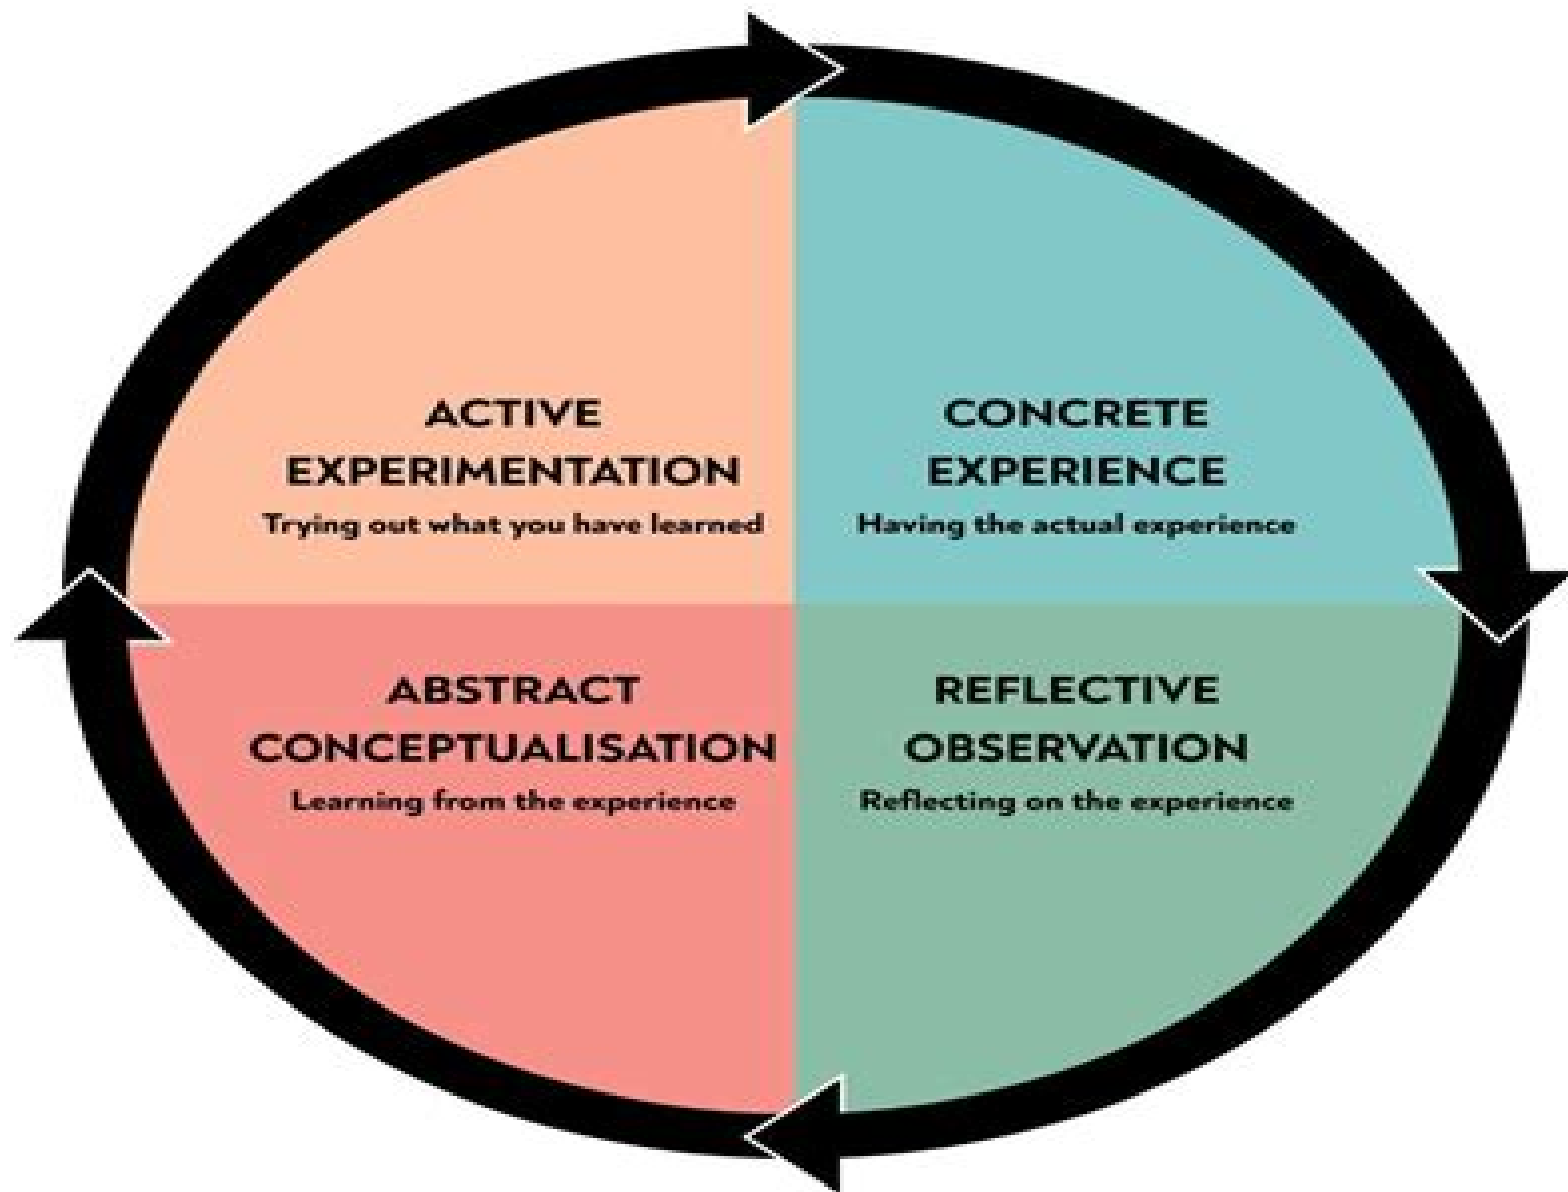 ACTIVE
EXPERIMENTATION
Trying out what you have learned
CONCRETE
EXPERIENCE
Having the actual experience
ABSTRACT
CONCEPTUALISATION
Learning from the experience
REFLECTIVE
OBSERVATION
Reflecting on the experience